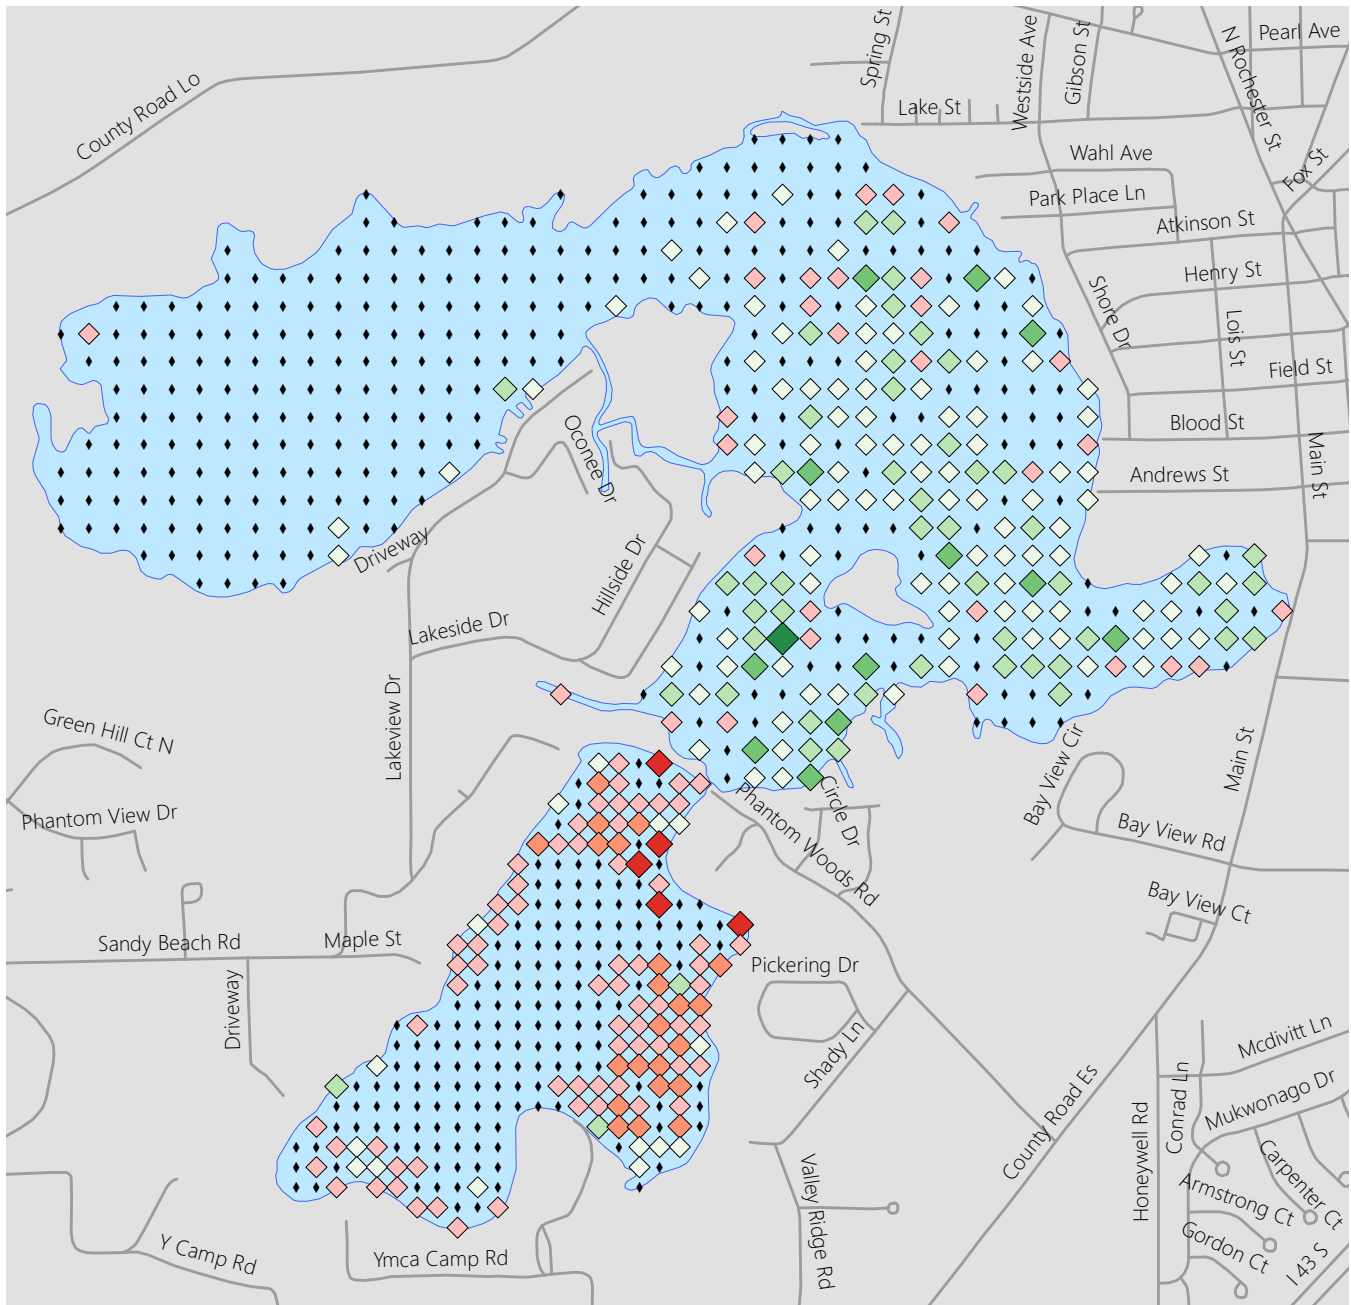 Pearl Ave
N Rochester St
Spring St
Westside Ave
Gibson St
County Road Lo
Lake St
Wahl Ave
Fox St
Park Place Ln
Atkinson St
Henry St
Shore Dr
Lois St
Field St
Blood St
Main St
Oconee Dr
Andrews St
Driveway
Hillside Dr
Lakeside Dr
Lakeview Dr
Green Hill Ct N
Main St
Bay View Cir
Phantom View Dr
Phantom Woods Rd
Circle Dr
Bay View Rd
Bay View Ct
Sandy Beach Rd
Maple St
Pickering Dr
Driveway
Shady Ln
Mcdivitt Ln
County Road Es
Conrad Ln
Mukwonago Dr
Honeywell Rd
Carpenter Ct
Valley Ridge Rd
Armstrong Ct
Y Camp Rd
Ymca Camp Rd
Gordon Ct
I 43 S